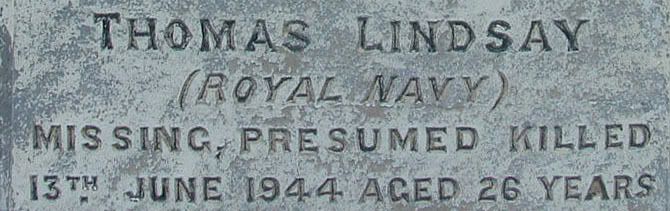 THOMAS LINDSAY
(ROYAL NAVY)
MISSING, PRESUMED KILLED
13TH JUNE 1944 AGED 26 YEARS